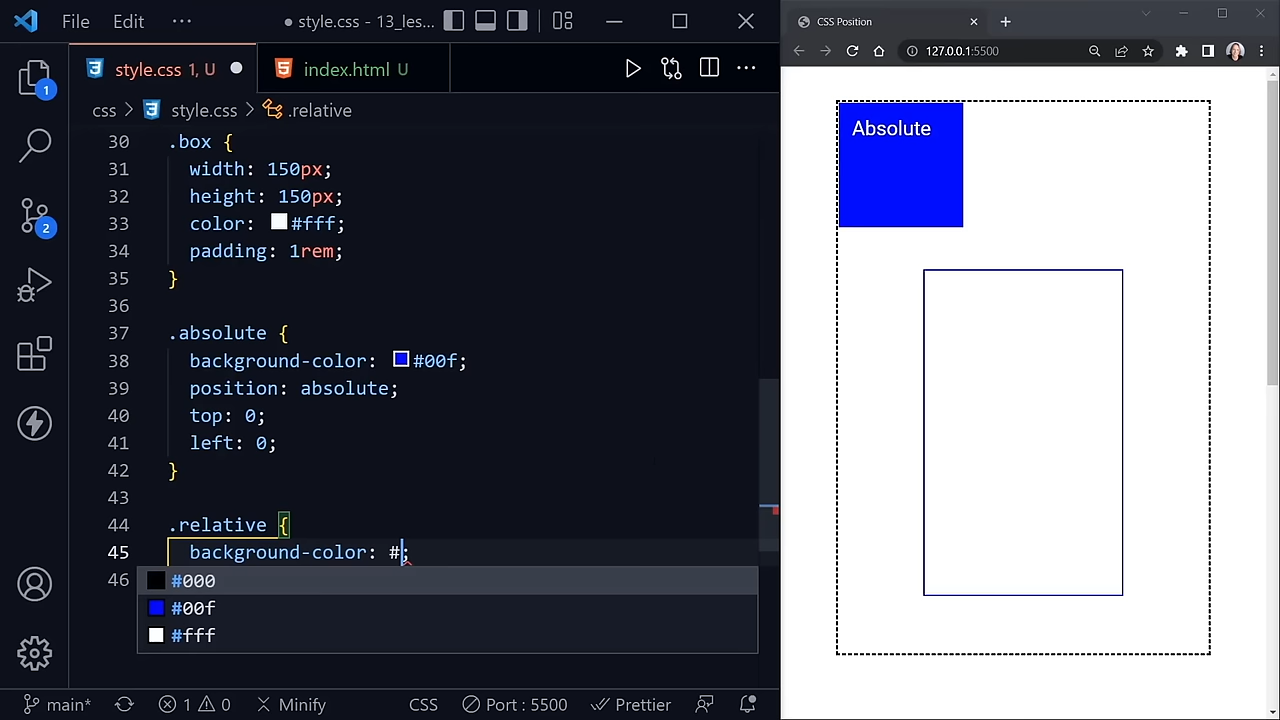 File Edit ··· ● style.css - 13_les...
style.css 1, U ● index.html U
css > style.css > .relative
30 .box {
31 width: 150px;
32 height: 150px;
33 color: #fff;
34 padding: 1rem;
35 }
36
37 .absolute {
38 background-color: #00f;
39 position: absolute;
40 top: 0;
41 left: 0;
42 }
43
44 .relative {
45 background-color: #;
46
#000
#00f
#fff
1
2
main* 1 0 Minify CSS Port : 5500 Prettier
CSS Position
127.0.0.1:5500
Absolute